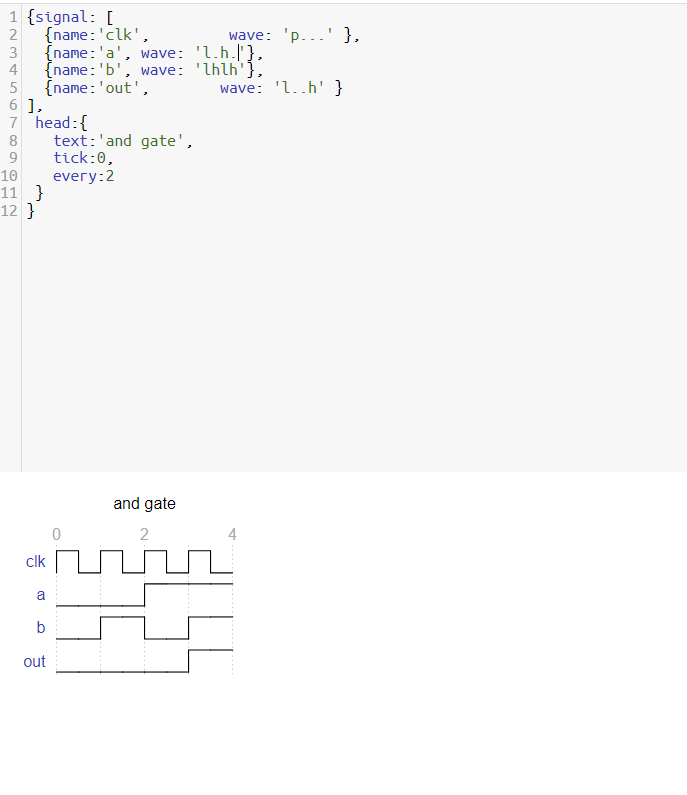 1 {signal: [
2   {name:'clk',         wave: 'p...' },
3   {name:'a', wave: 'l.h.'},
4   {name:'b', wave: 'lhlh'},
5   {name:'out',        wave: 'l..h' }
6 ],
7  head:{
8    text:'and gate',
9    tick:0,
10    every:2
11  }
12 }
and gate
0 2 4
clk
a
b
out